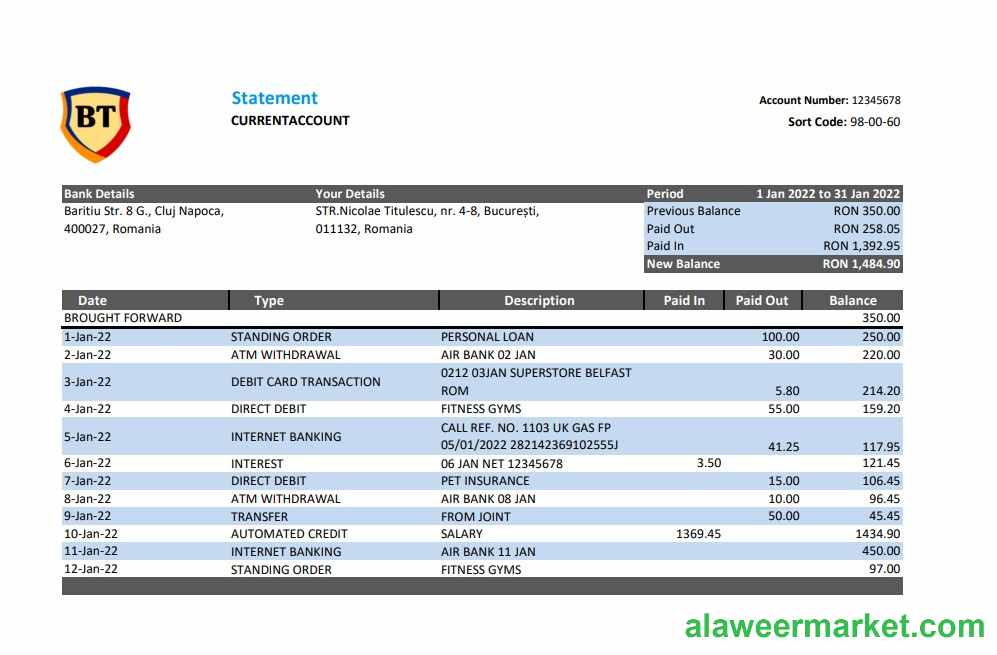 BT
Statement
CURRENTACCOUNT
Account Number: 12345678
Sort Code: 98-00-60
Bank Details Your Details Period 1 Jan 2022 to 31 Jan 2022
Baritiu Str. 8 G., Cluj Napoca, STR.Nicolae Titulescu, nr. 4-8, București, Previous Balance RON 350.00
400027, Romania 011132, Romania Paid Out RON 258.05
Paid In RON 1,392.95
New Balance RON 1,484.90
Date Type Description Paid In Paid Out Balance
BROUGHT FORWARD 350.00
1-Jan-22 STANDING ORDER PERSONAL LOAN 100.00 250.00
2-Jan-22 ATM WITHDRAWAL AIR BANK 02 JAN 30.00 220.00
3-Jan-22 DEBIT CARD TRANSACTION 0212 03JAN SUPERSTORE BELFAST
ROM 5.80 214.20
4-Jan-22 DIRECT DEBIT FITNESS GYMS 55.00 159.20
5-Jan-22 INTERNET BANKING CALL REF. NO. 1103 UK GAS FP
05/01/2022 282142369102555J 41.25 117.95
6-Jan-22 INTEREST 06 JAN NET 12345678 3.50 121.45
7-Jan-22 DIRECT DEBIT PET INSURANCE 15.00 106.45
8-Jan-22 ATM WITHDRAWAL AIR BANK 08 JAN 10.00 96.45
9-Jan-22 TRANSFER FROM JOINT 50.00 45.45
10-Jan-22 AUTOMATED CREDIT SALARY 1369.45 1434.90
11-Jan-22 INTERNET BANKING AIR BANK 11 JAN 450.00
12-Jan-22 STANDING ORDER FITNESS GYMS 97.00
alaweermarket.com